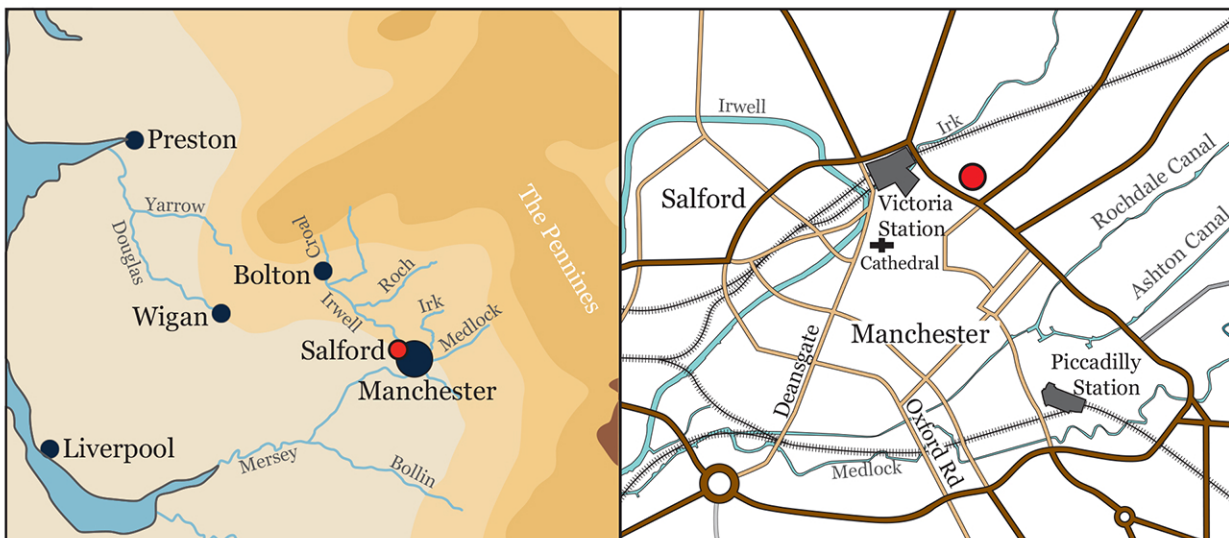 Preston
Yarrow
Douglas
Croal
Bolton
Roch
Wigan
Irwell
Irk
Medlock
Salford
Manchester
Liverpool
Mersey
Bollin
The Pennines
Irwell
Irk
Rochdale Canal
Salford
Victoria
Station
Ashton Canal
Cathedral
Manchester
Deansgate
Piccadilly
Station
Oxford Rd
Medlock